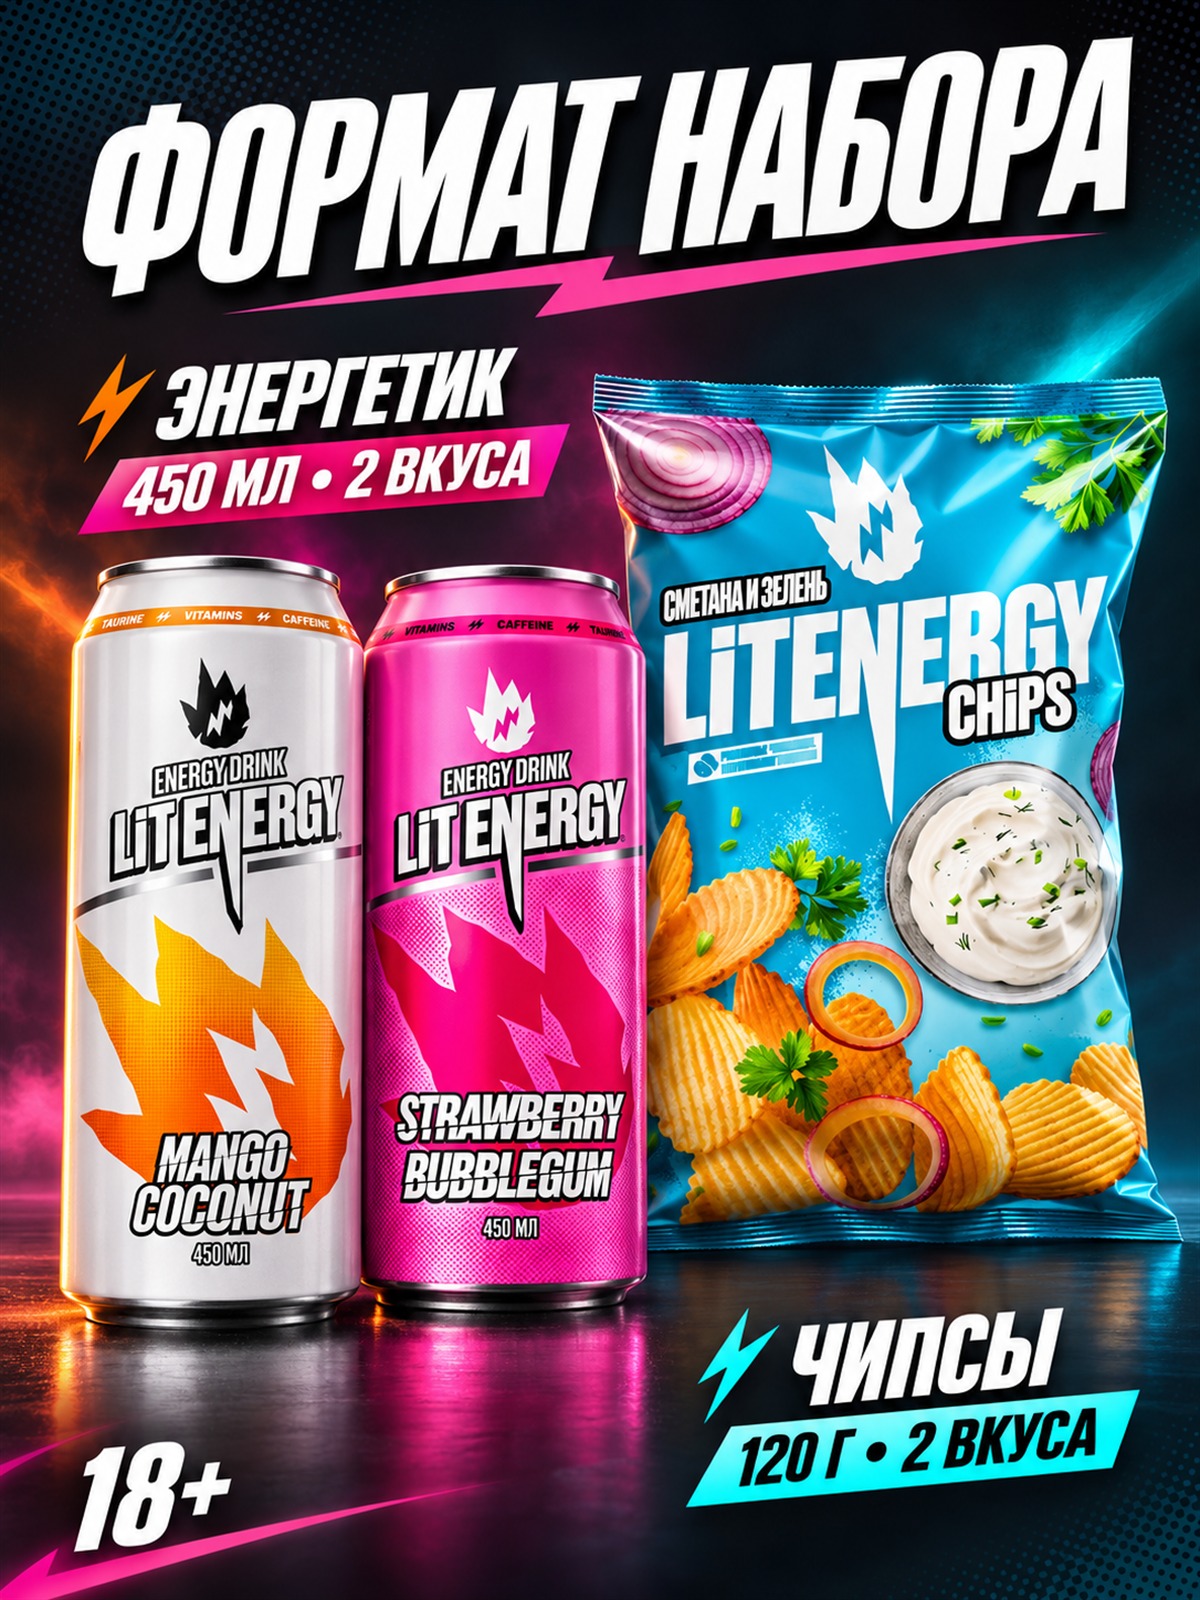 ФОРМАТ НАБОРА
ЭНЕРГЕТИК
450 МЛ • 2 ВКУСА
TAURINE VITAMINS CAFFEINE
ENERGY DRINK
LiT ENERGY
MANGO
COCONUT
450 МЛ
VITAMINS CAFFEINE TAURINE
ENERGY DRINK
LiT ENERGY
STRAWBERRY
BUBBLEGUM
450 МЛ
СМЕТАНА И ЗЕЛЕНЬ
LiTENERGY
CHiPS
ЧИПСЫ
120 Г • 2 ВКУСА
18+